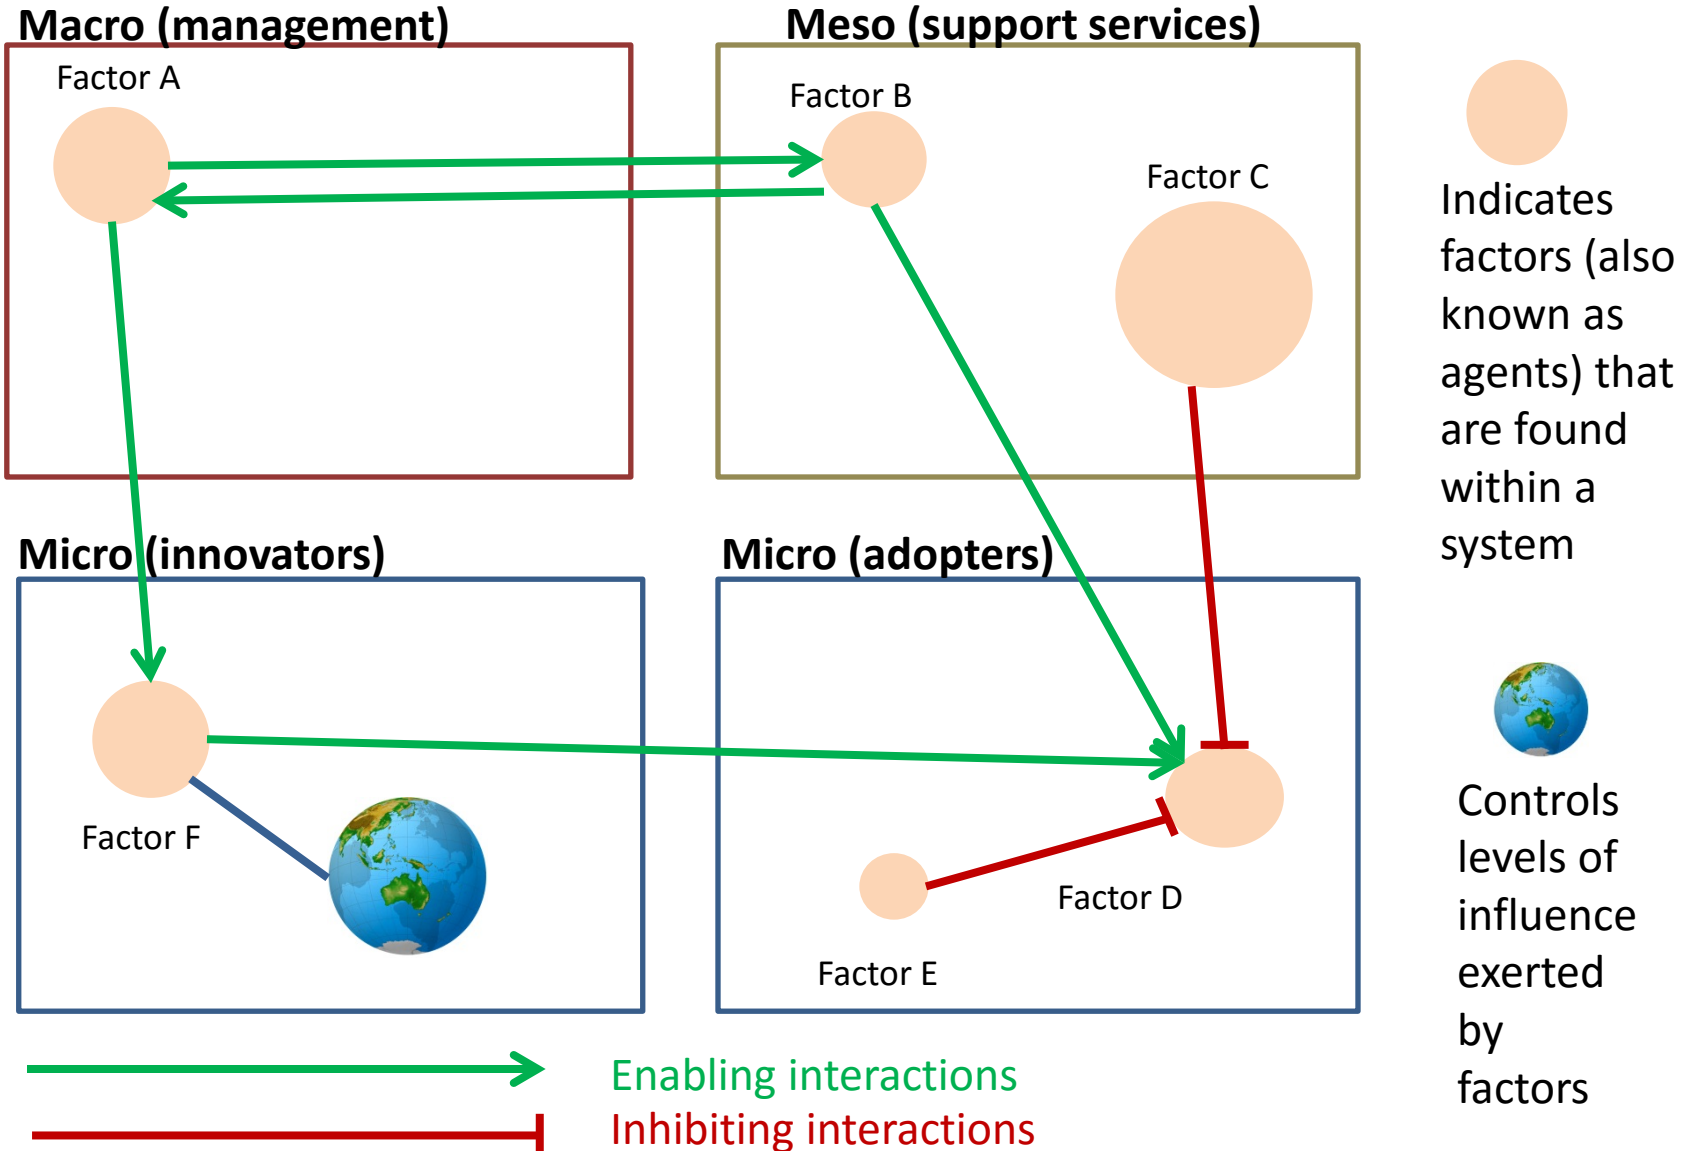 Macro (management)
Meso (support services)
Factor A
Factor B
Factor C
Indicates
factors (also
known as
agents) that
are found
within a
system
Micro (innovators)
Micro (adopters)
Factor F
Factor D
Factor E
Controls
levels of
influence
exerted
by
factors
Enabling interactions
Inhibiting interactions